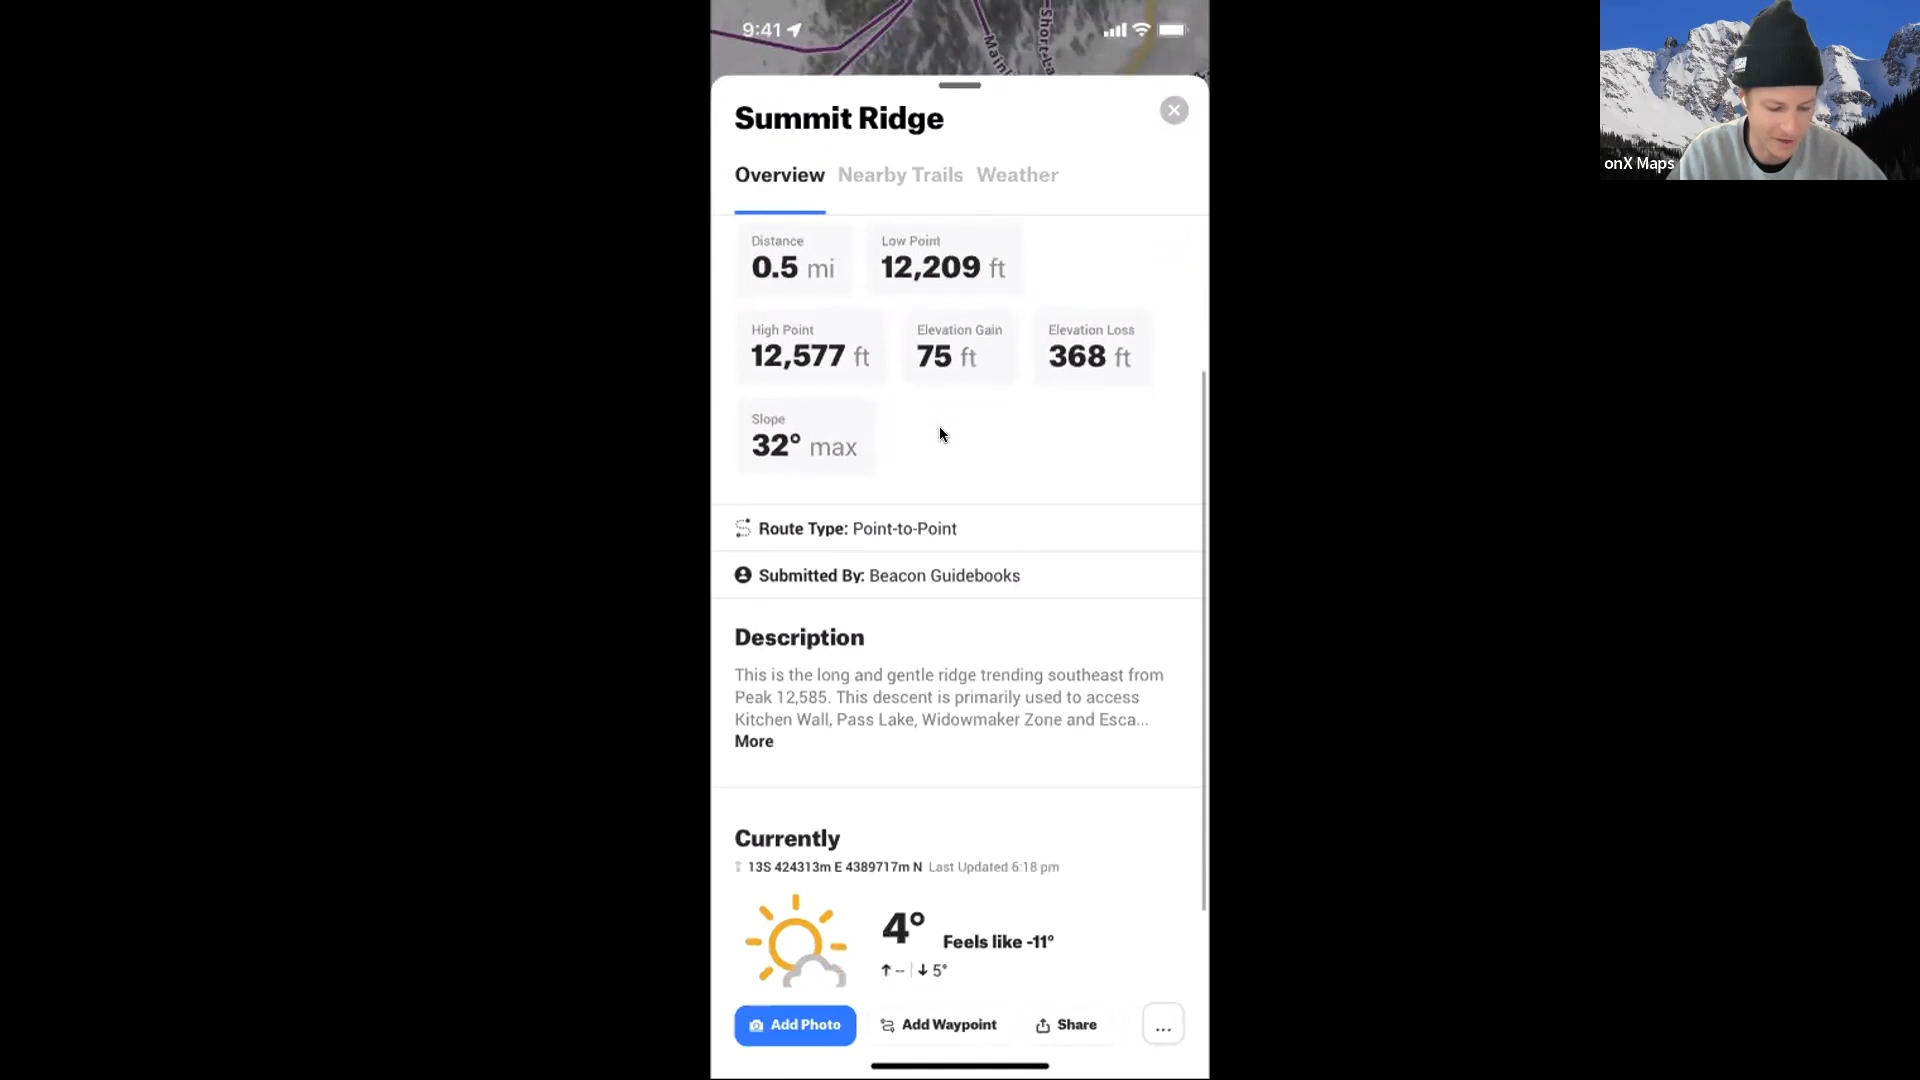 9:41
Mainl
Short-La
Summit Ridge
Overview Nearby Trails Weather
Distance Low Point
0.5 mi 12,209 ft
High Point Elevation Gain Elevation Loss
12,577 ft 75 ft 368 ft
Slope
32° max
Route Type: Point-to-Point
Submitted By: Beacon Guidebooks
Description
This is the long and gentle ridge trending southeast from
Peak 12,585. This descent is primarily used to access
Kitchen Wall, Pass Lake, Widowmaker Zone and Esca...
More
Currently
13S 424313m E 4389717m N Last Updated 6:18 pm
4° Feels like -11°
↑ -- | ↓ 5°
Add Photo Add Waypoint Share ...
onX Maps